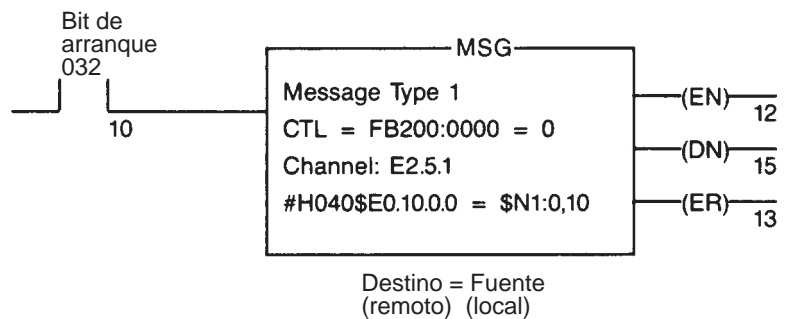 Bit de
arranque
032
10
MSG
Message Type 1
CTL = FB200:0000 = 0
Channel: E2.5.1
#H040$E0.10.0.0 = $N1:0,10
(EN)
12
(DN)
15
(ER)
13
Destino = Fuente
(remoto) (local)